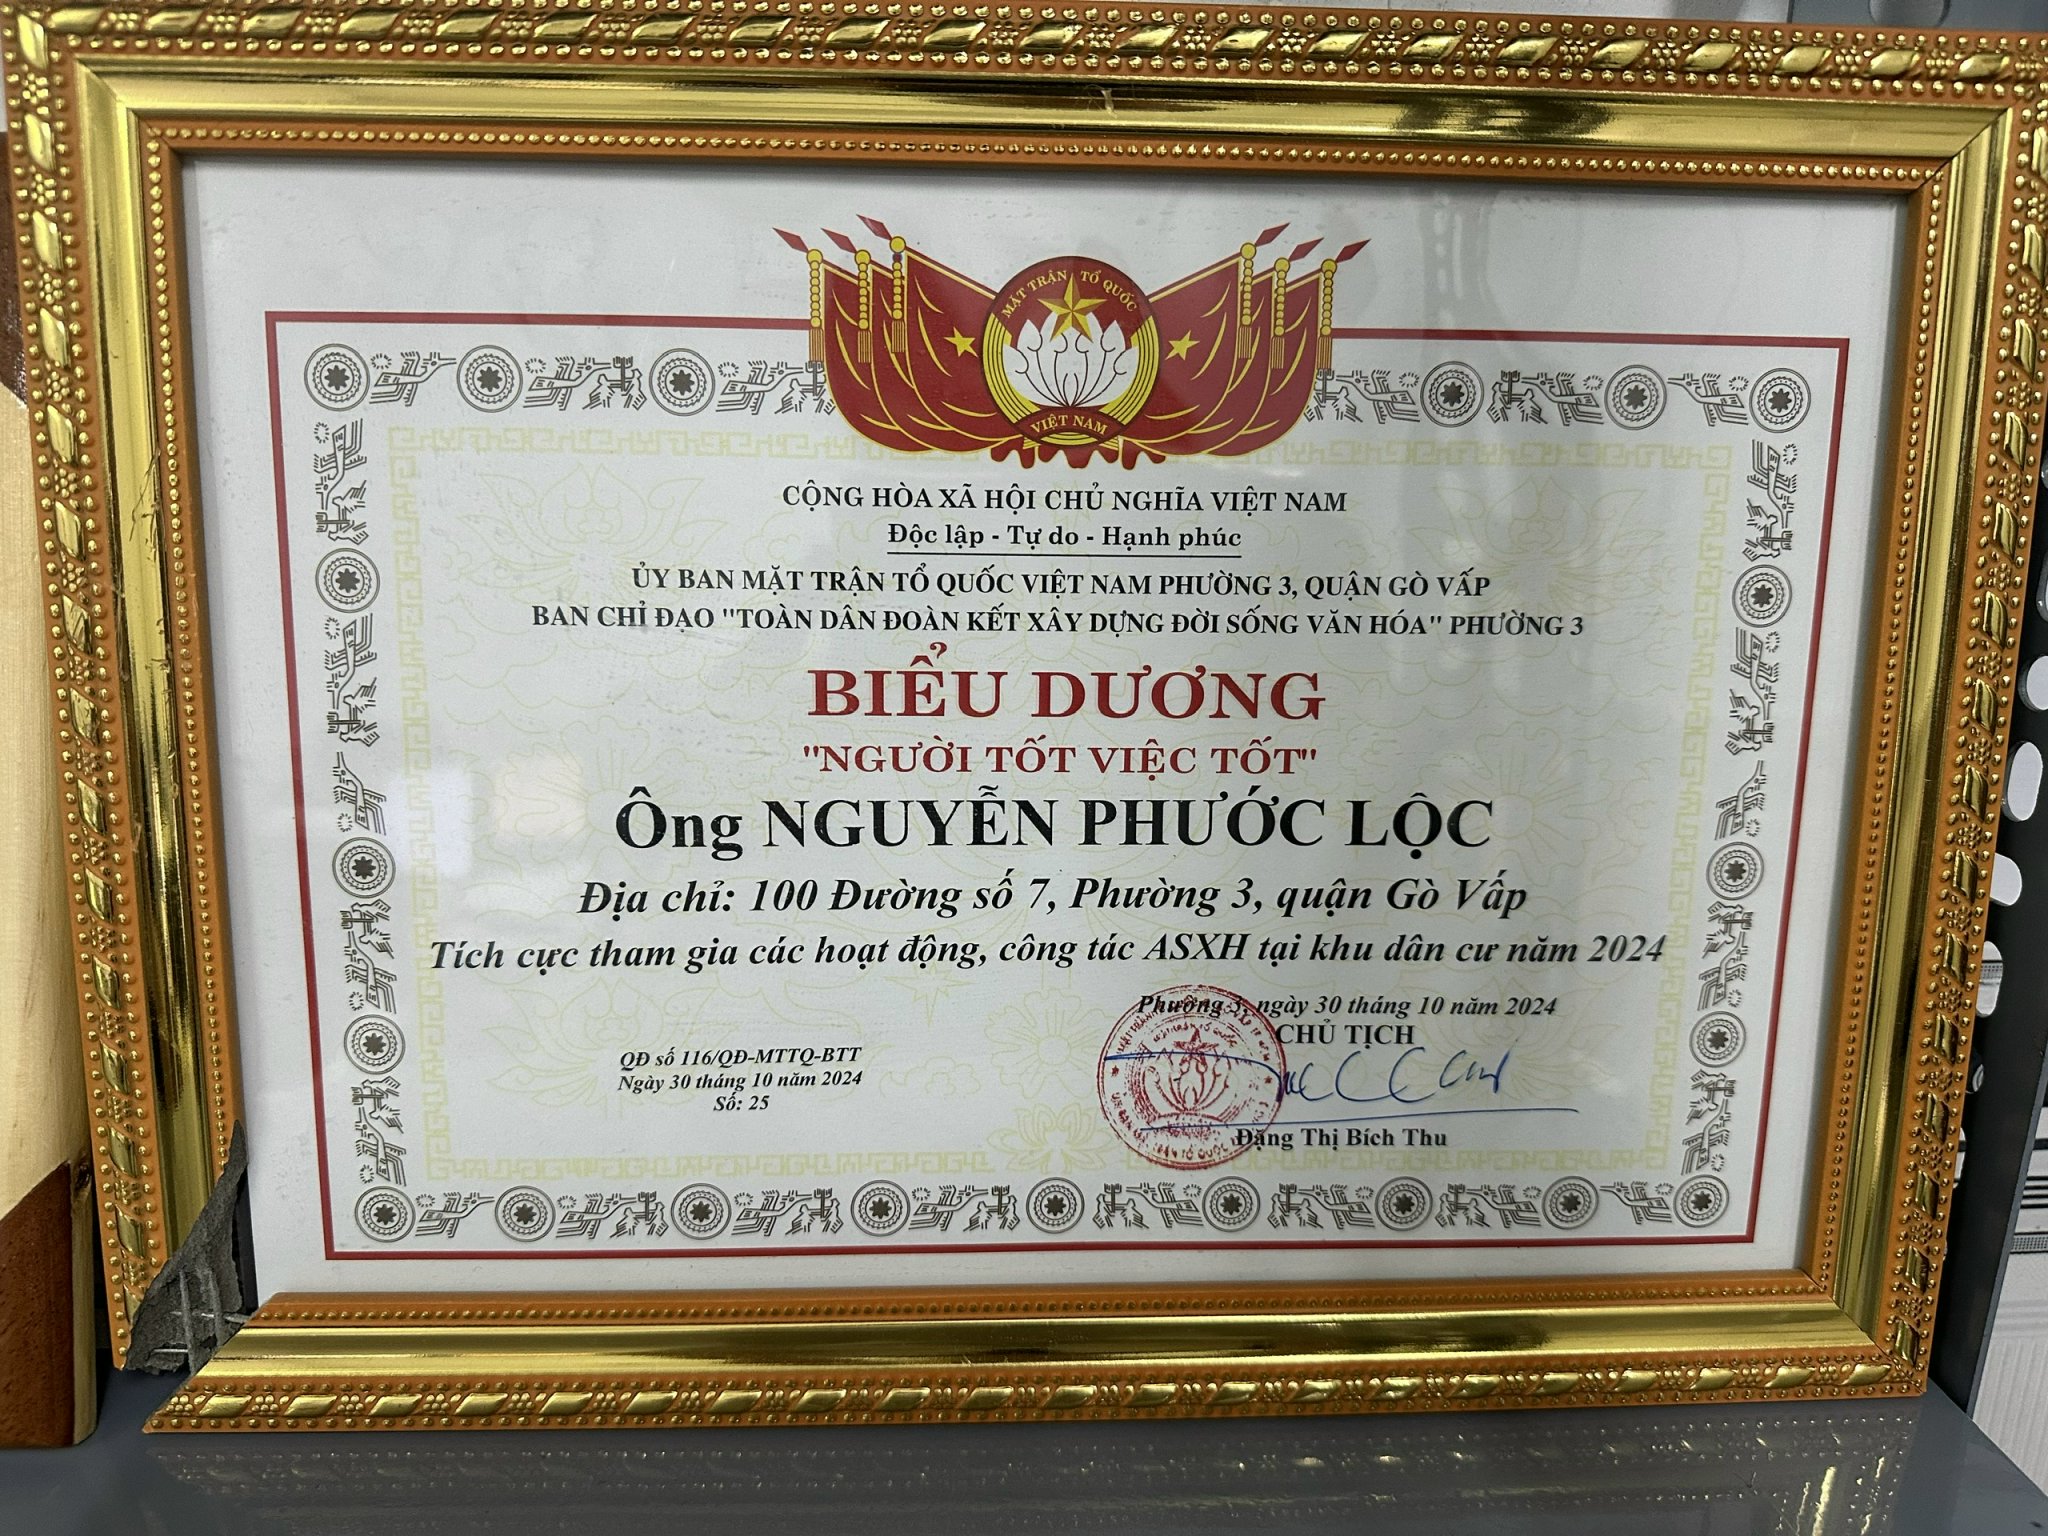 MẶT TRẬN TỔ QUỐC
VIỆT NAM
CỘNG HÒA XÃ HỘI CHỦ NGHĨA VIỆT NAM
Độc lập - Tự do - Hạnh phúc
ỦY BAN MẶT TRẬN TỔ QUỐC VIỆT NAM PHƯỜNG 3, QUẬN GÒ VẤP
BAN CHỈ ĐẠO "TOÀN DÂN ĐOÀN KẾT XÂY DỰNG ĐỜI SỐNG VĂN HÓA" PHƯỜNG 3
BIỂU DƯƠNG
"NGƯỜI TỐT VIỆC TỐT"
Ông NGUYỄN PHƯỚC LỘC
Địa chỉ: 100 Đường số 7, Phường 3, quận Gò Vấp
Tích cực tham gia các hoạt động, công tác ASXH tại khu dân cư năm 2024
Phường 3, ngày 30 tháng 10 năm 2024
CHỦ TỊCH
QĐ số 116/QĐ-MTTQ-BTT
Ngày 30 tháng 10 năm 2024
Số: 25
Đặng Thị Bích Thu